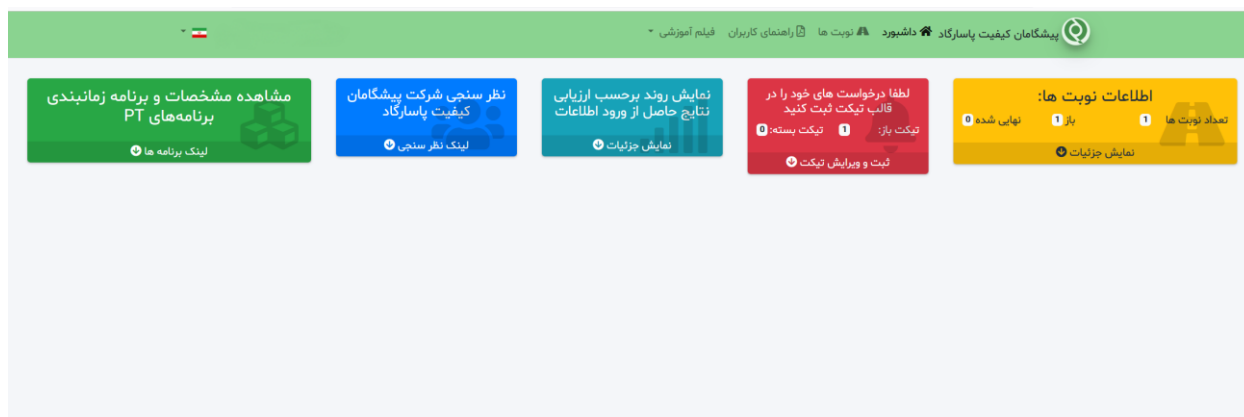 پیشگامان کیفیت پاسارگاد داشبورد نوبت ها راهنمای کاربران فیلم آموزشی
اطلاعات نوبت ها:
تعداد نوبت ها 1 باز 1 نهایی شده 0
نمایش جزئیات
لطفا درخواست های خود را در
قالب تیکت ثبت کنید
تیکت باز: 1 تیکت بسته: 0
ثبت و ویرایش تیکت
نمایش روند برحسب ارزیابی
نتایج حاصل از ورود اطلاعات
نمایش جزئیات
نظر سنجی شرکت پیشگامان
کیفیت پاسارگاد
لینک نظر سنجی
مشاهده مشخصات و برنامه زمانبندی
برنامه‌های PT
لینک برنامه ها